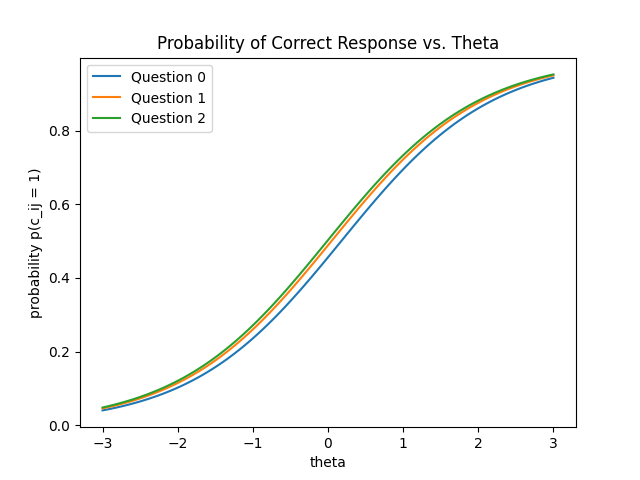 Probability of Correct Response vs. Theta
Question 0
Question 1
Question 2
probability p(c_ij = 1)
0.8
0.6
0.4
0.2
0.0
−3
−2
−1
0
1
2
3
theta